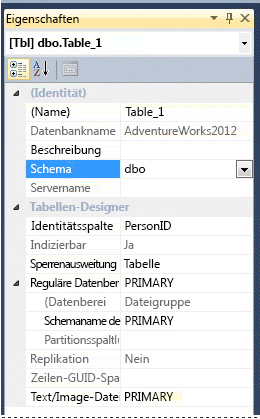 Eigenschaften
[Tbl] dbo.Table_1
(Identität)
(Name) Table_1
Datenbankname AdventureWorks2012
Beschreibung
Schema dbo
Servername
Tabellen-Designer
Identitätsspalte PersonID
Indizierbar Ja
Sperrenausweitung Tabelle
Reguläre Datenber PRIMARY
(Datenberei Dateigruppe
Schemaname de PRIMARY
Partitionsspaltl
Replikation Nein
Zeilen-GUID-Spa
Text/Image-Date PRIMARY